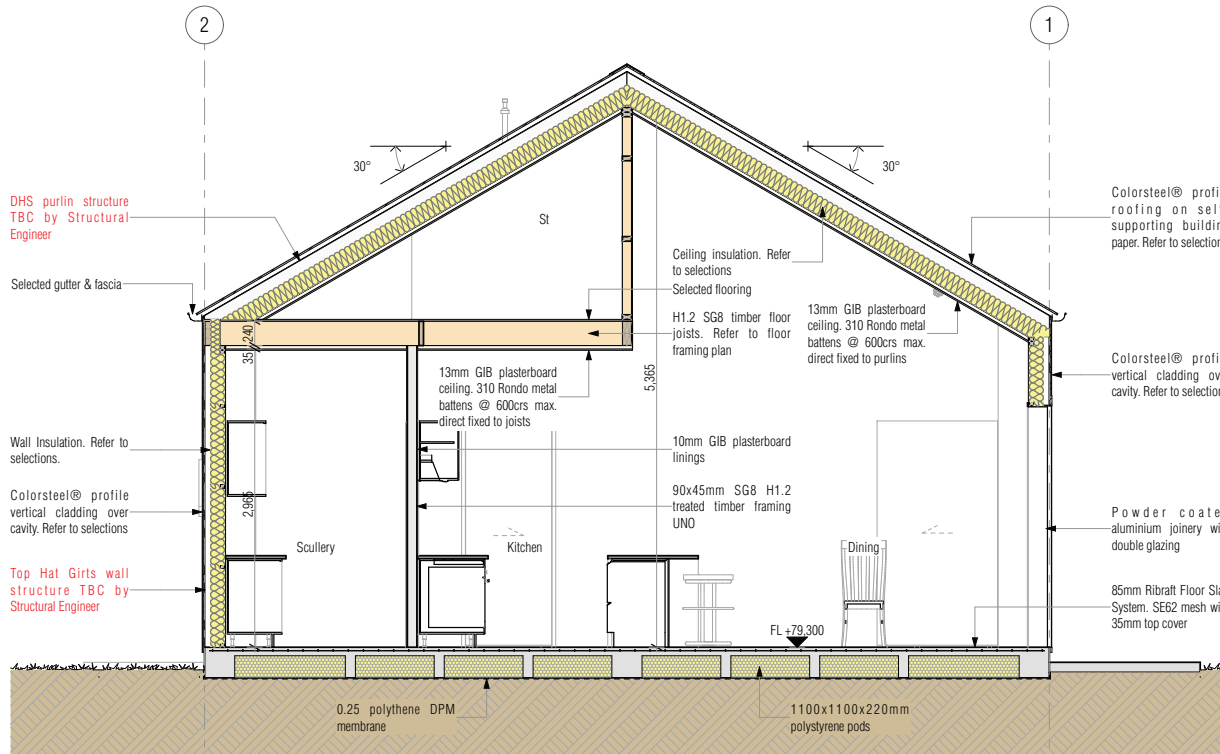 2
1
30°
30°
DHS purlin structure
TBC by Structural
Engineer
Selected gutter & fascia
Wall Insulation. Refer to
selections.
Colorsteel® profile
vertical cladding over
cavity. Refer to selections
Top Hat Girts wall
structure TBC by
Structural Engineer
St
Ceiling insulation. Refer
to selections
Selected flooring
H1.2 SG8 timber floor
joists. Refer to floor
framing plan
13mm GIB plasterboard
ceiling. 310 Rondo metal
battens @ 600crs max.
direct fixed to purlins
240
35
13mm GIB plasterboard
ceiling. 310 Rondo metal
battens @ 600crs max.
direct fixed to joists
5,365
10mm GIB plasterboard
linings
90x45mm SG8 H1.2
treated timber framing
UNO
2,965
Scullery
Kitchen
Dining
FL +79.300
Colorsteel® profi
roofing on sel
supporting buildin
paper. Refer to selection
Colorsteel® profi
vertical cladding ov
cavity. Refer to selection
Powder coate
aluminium joinery wi
double glazing
85mm Ribraft Floor Sla
System. SE62 mesh wi
35mm top cover
0.25 polythene DPM
membrane
1100x1100x220mm
polystyrene pods